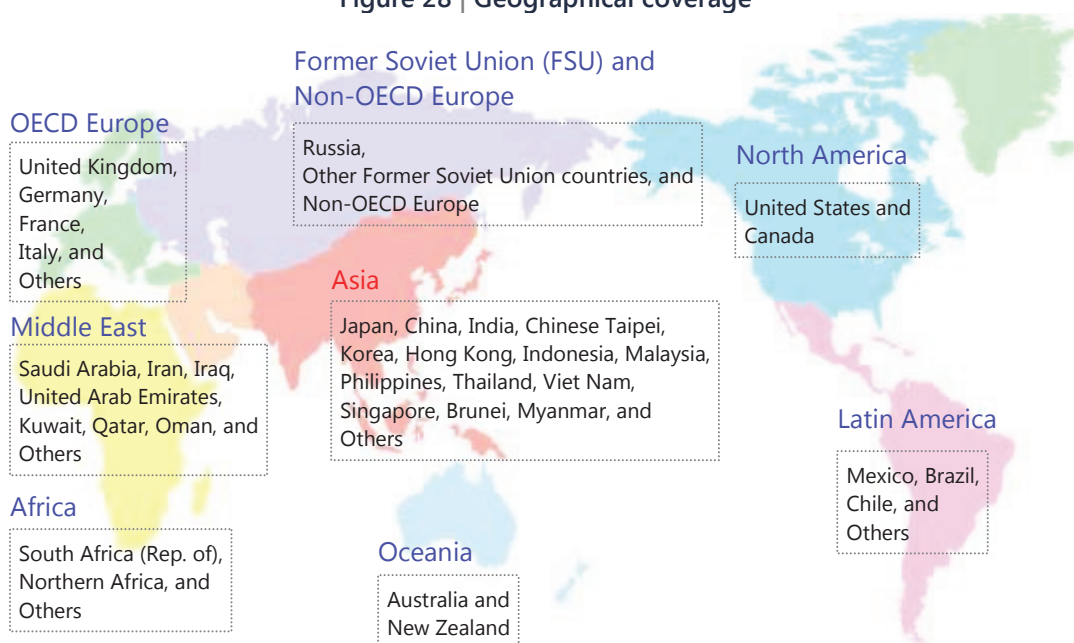 Figure 28 | Geographical coverage
Former Soviet Union (FSU) and
Non-OECD Europe
Russia,
Other Former Soviet Union countries, and
Non-OECD Europe
OECD Europe
United Kingdom,
Germany,
France,
Italy, and
Others
North America
United States and
Canada
Asia
Japan, China, India, Chinese Taipei,
Korea, Hong Kong, Indonesia, Malaysia,
Philippines, Thailand, Viet Nam,
Singapore, Brunei, Myanmar, and
Others
Middle East
Saudi Arabia, Iran, Iraq,
United Arab Emirates,
Kuwait, Qatar, Oman, and
Others
Latin America
Mexico, Brazil,
Chile, and
Others
Africa
South Africa (Rep. of),
Northern Africa, and
Others
Oceania
Australia and
New Zealand